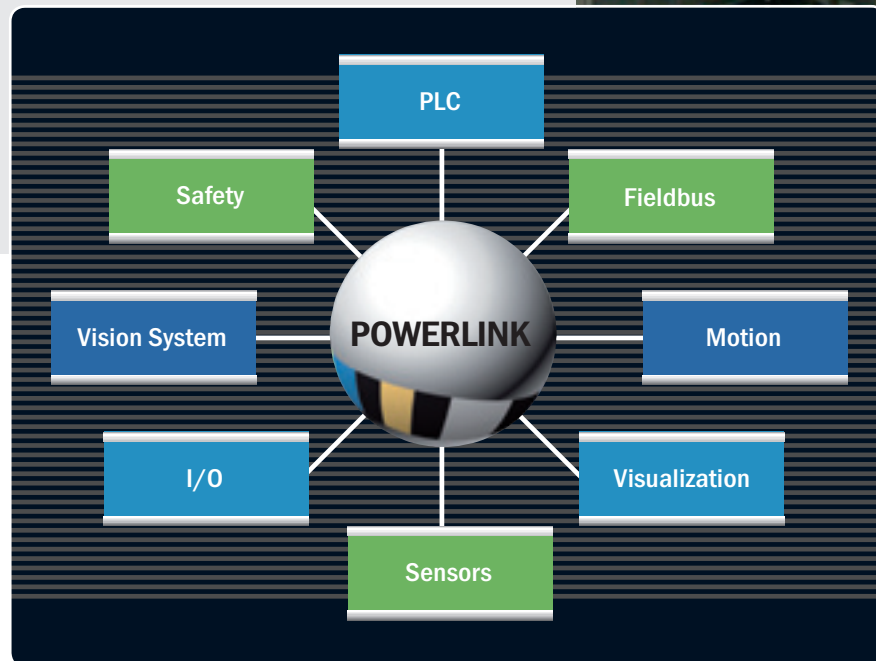 PLC
Safety
Fieldbus
Vision System
POWERLINK
Motion
I/O
Visualization
Sensors